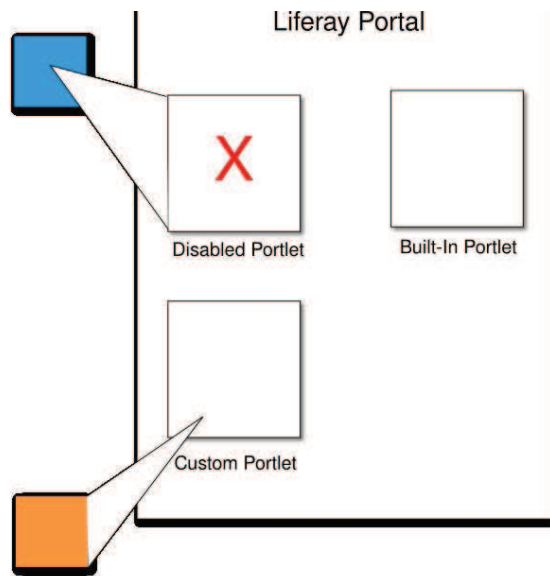 Liferay Portal
X
Disabled Portlet
Built-In Portlet
Custom Portlet